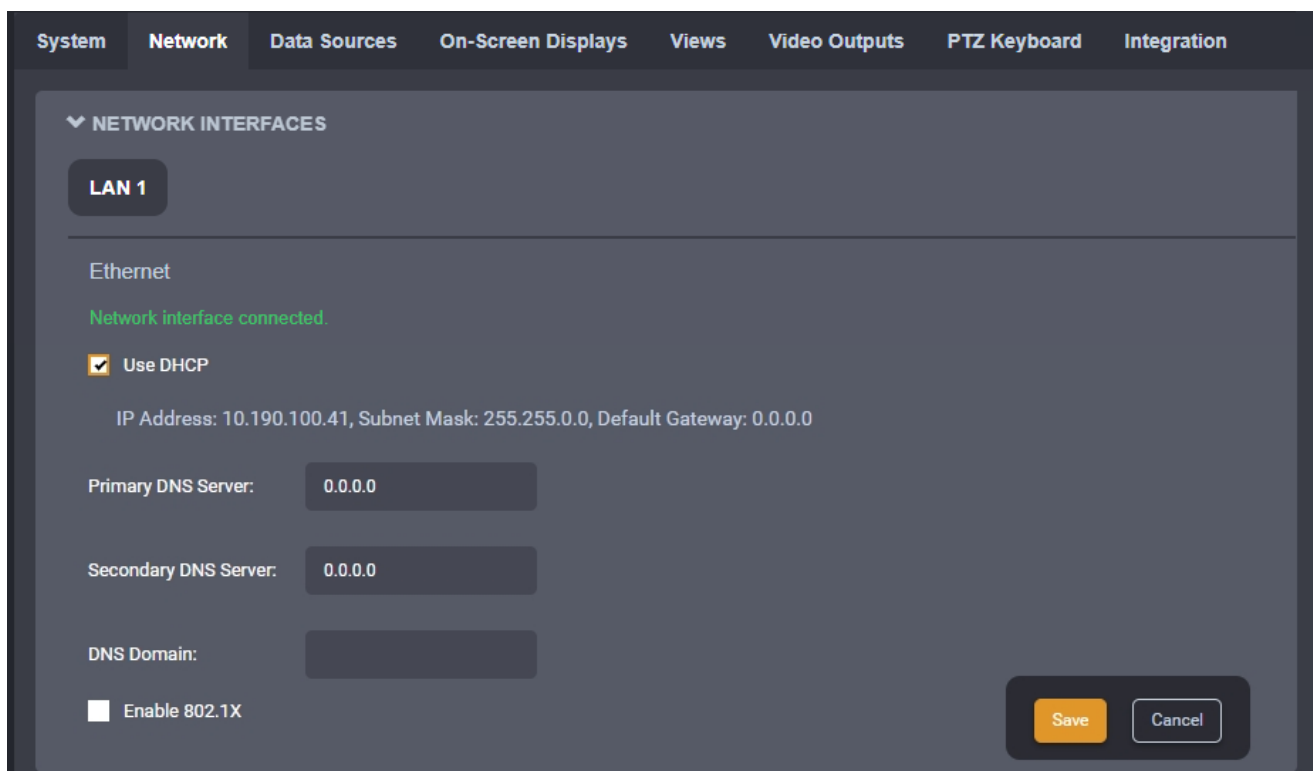 System Network Data Sources On-Screen Displays Views Video Outputs PTZ Keyboard Integration
NETWORK INTERFACES
LAN 1
Ethernet
Network interface connected.
Use DHCP
IP Address: 10.190.100.41, Subnet Mask: 255.255.0.0, Default Gateway: 0.0.0.0
Primary DNS Server: 0.0.0.0
Secondary DNS Server: 0.0.0.0
DNS Domain:
Enable 802.1X
Save Cancel